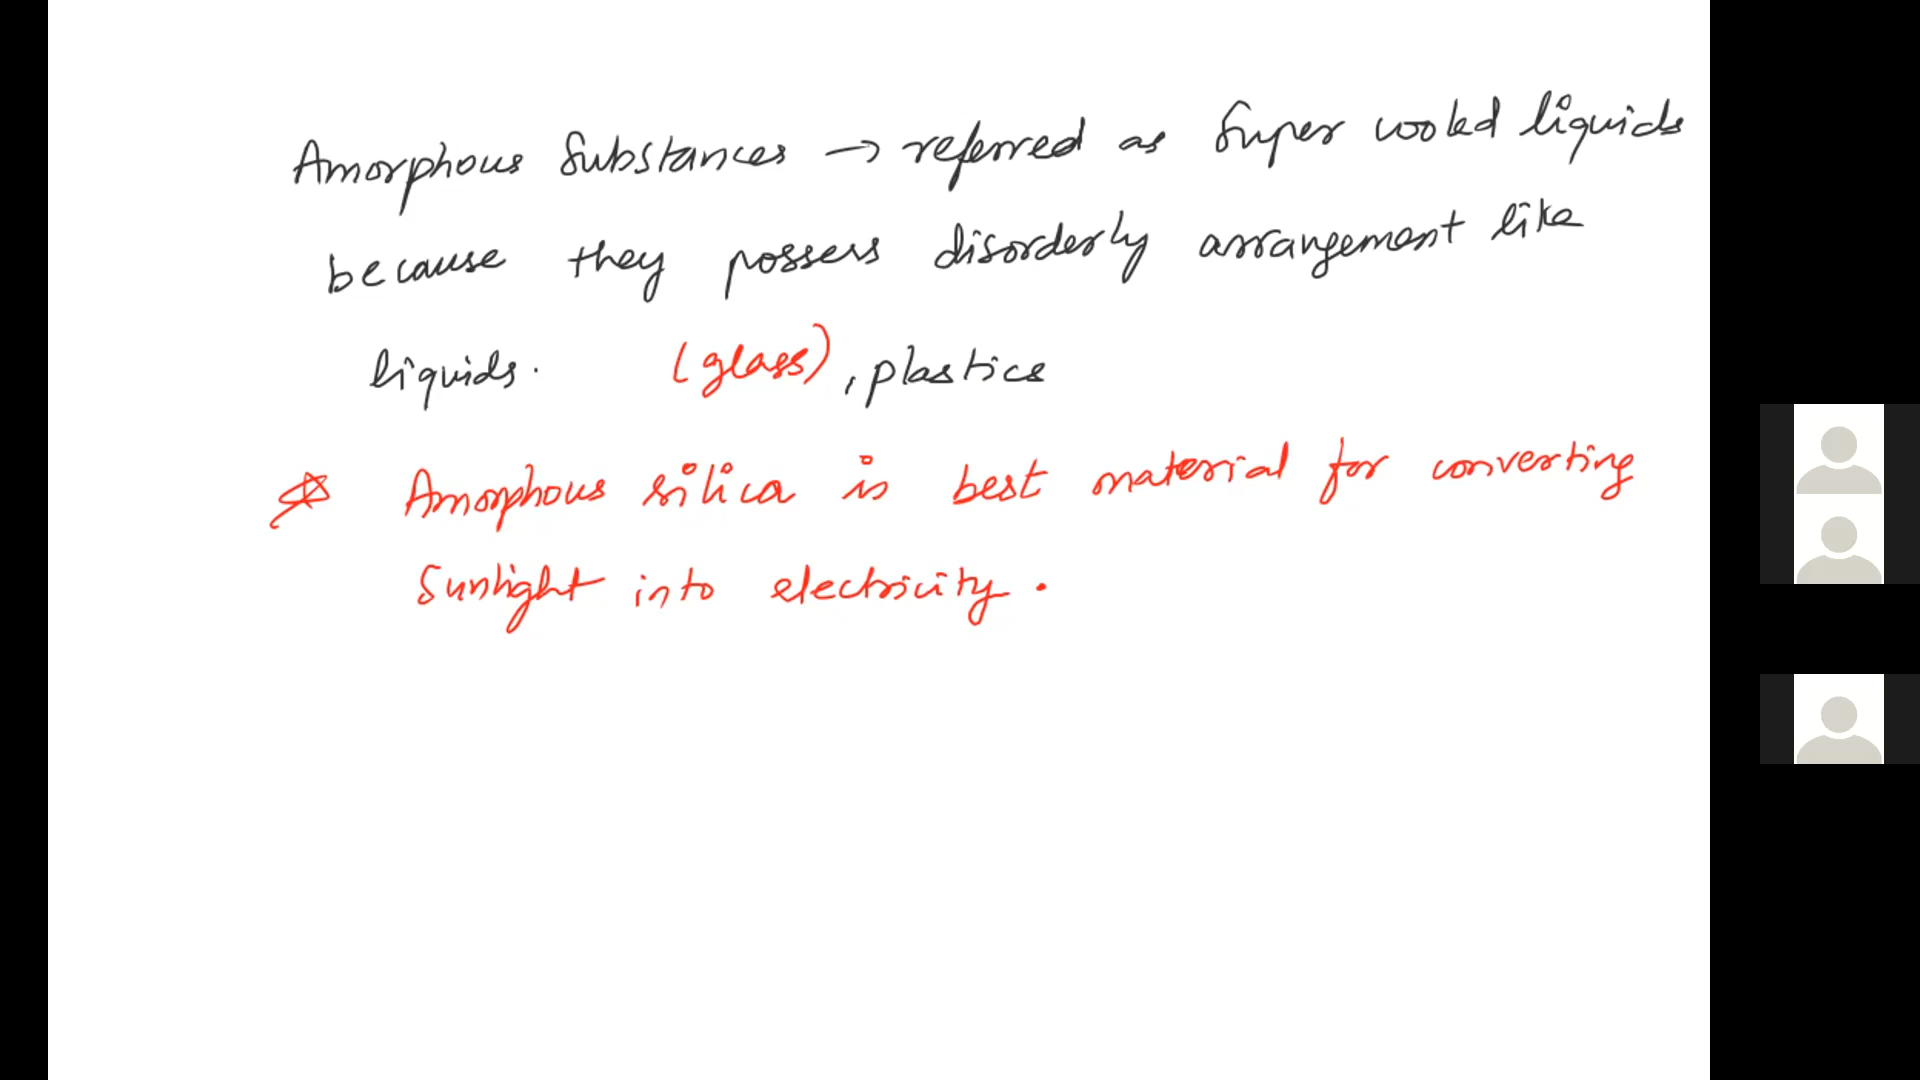 Amorphous Substances → referred as Super cooled liquids
because they possess disorderly arrangement like
liquids. (glass), plastics
☆ Amorphous silica is best material for converting
Sunlight into electricity.